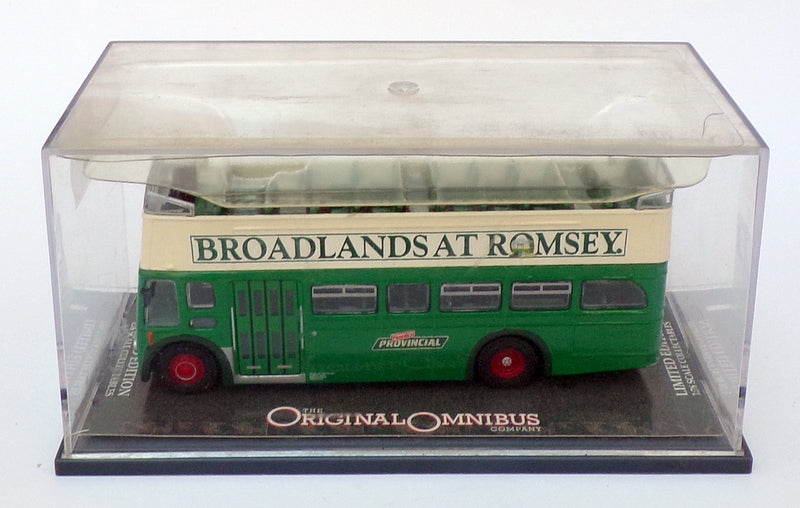 BROADLANDS AT ROMSEY.
PROVINCIAL
THE
ORIGINAL OMNIBUS
COMPANY